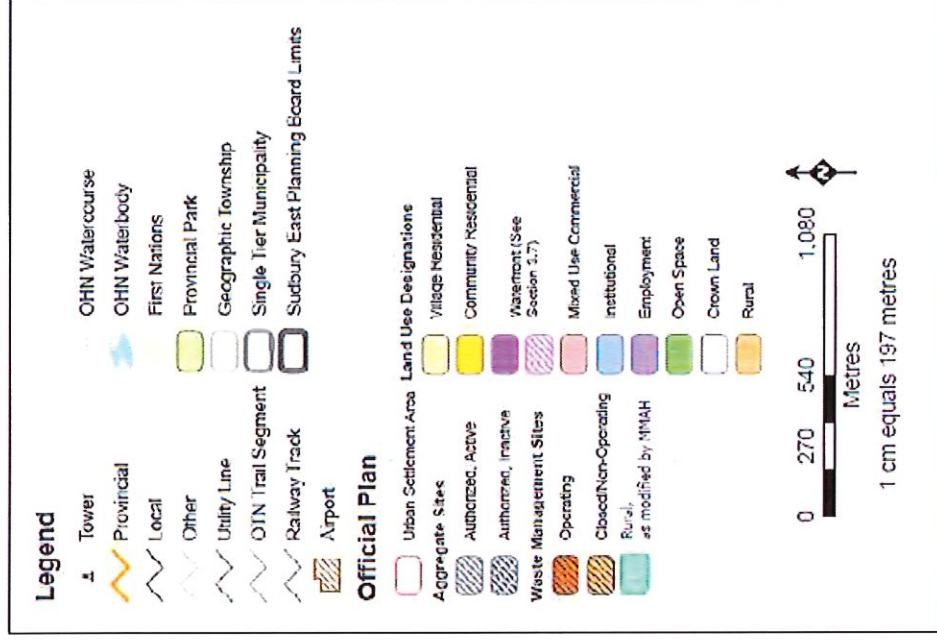 Legend
Tower
Provincial
Local
Other
Utility Line
OTN Trail Segment
Railway Track
Airport
OHN Watercourse
OHN Waterbody
First Nations
Provincial Park
Geographic Township
Single Tier Municipality
Sudbury East Planning Board Limits
Official Plan
Urban Settlement Area
Aggregate Sites
Authorized, Active
Authorized, Inactive
Waste Management Sites
Operating
Closed/Non-Operating
Rural,
as modified by MMAH
Land Use Designations
Village Residential
Community Residential
Waterfront (See
Section 3.7)
Mixed Use Commercial
Institutional
Employment
Open Space
Crown Land
Rural
0 270 540 1,080
Metres
1 cm equals 197 metres
N